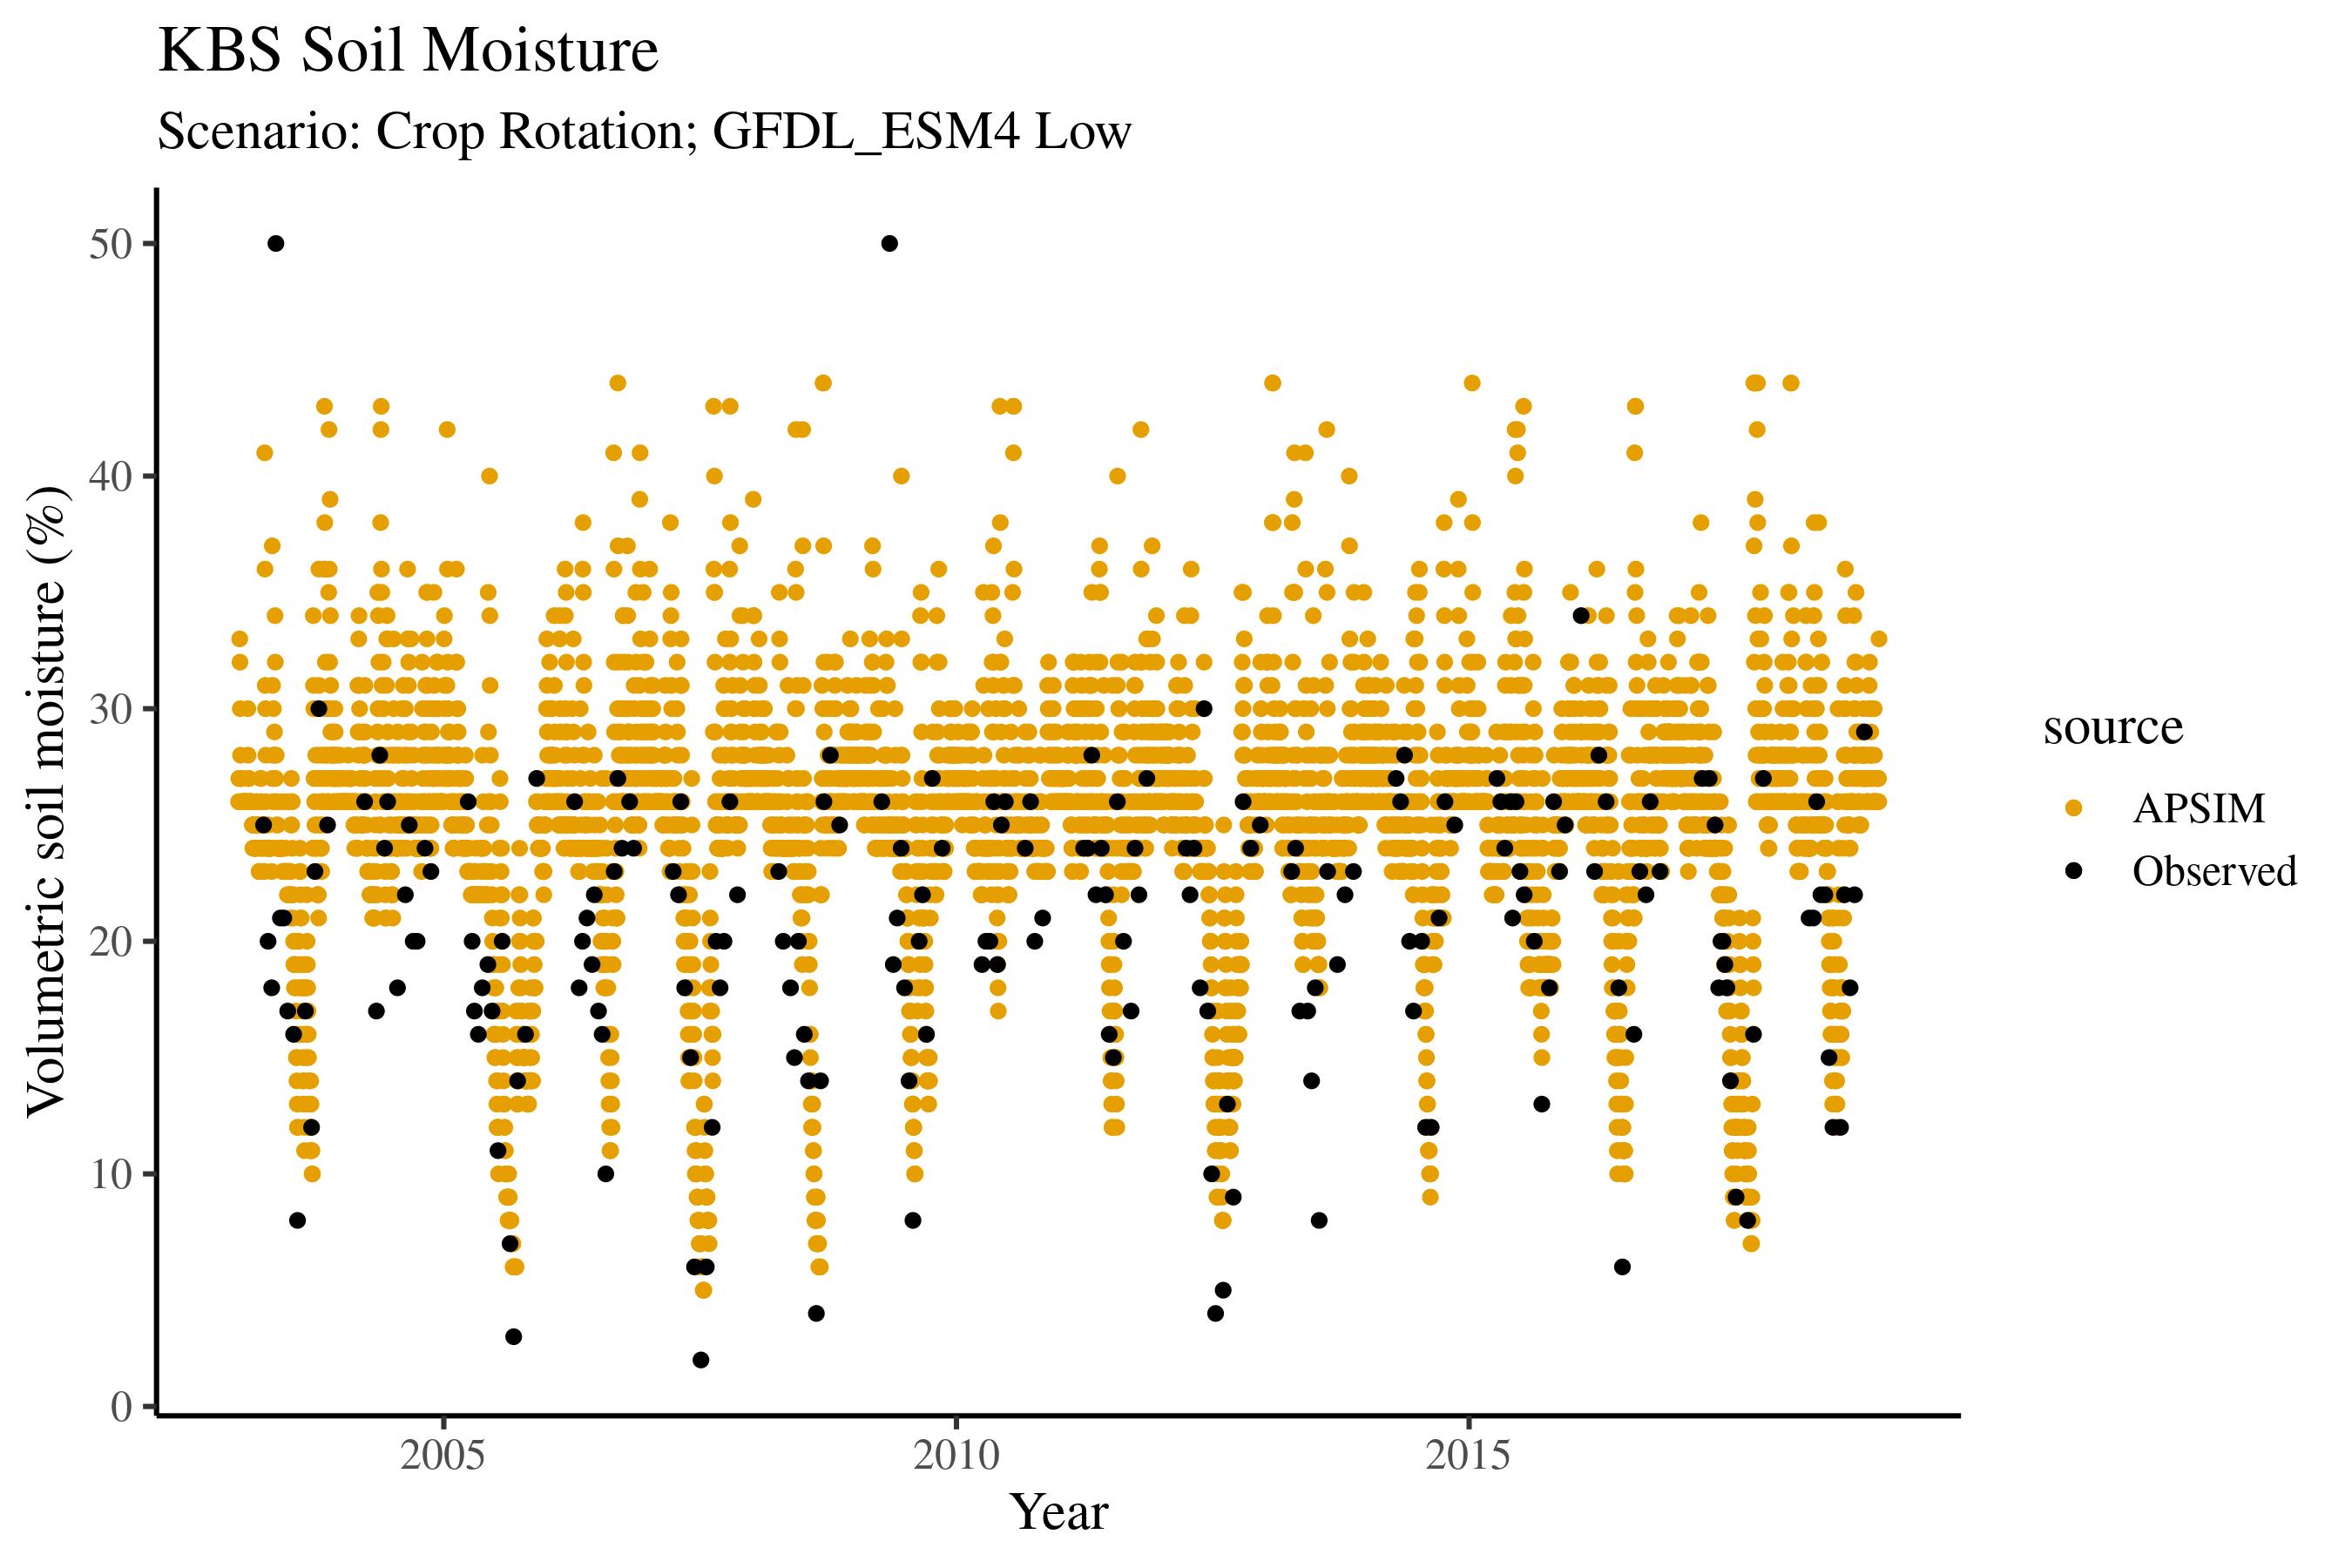 KBS Soil Moisture
Scenario: Crop Rotation; GFDL_ESM4 Low
Volumetric soil moisture (%)
50
40
30
20
10
0
2005
2010
2015
Year
source
APSIM
Observed